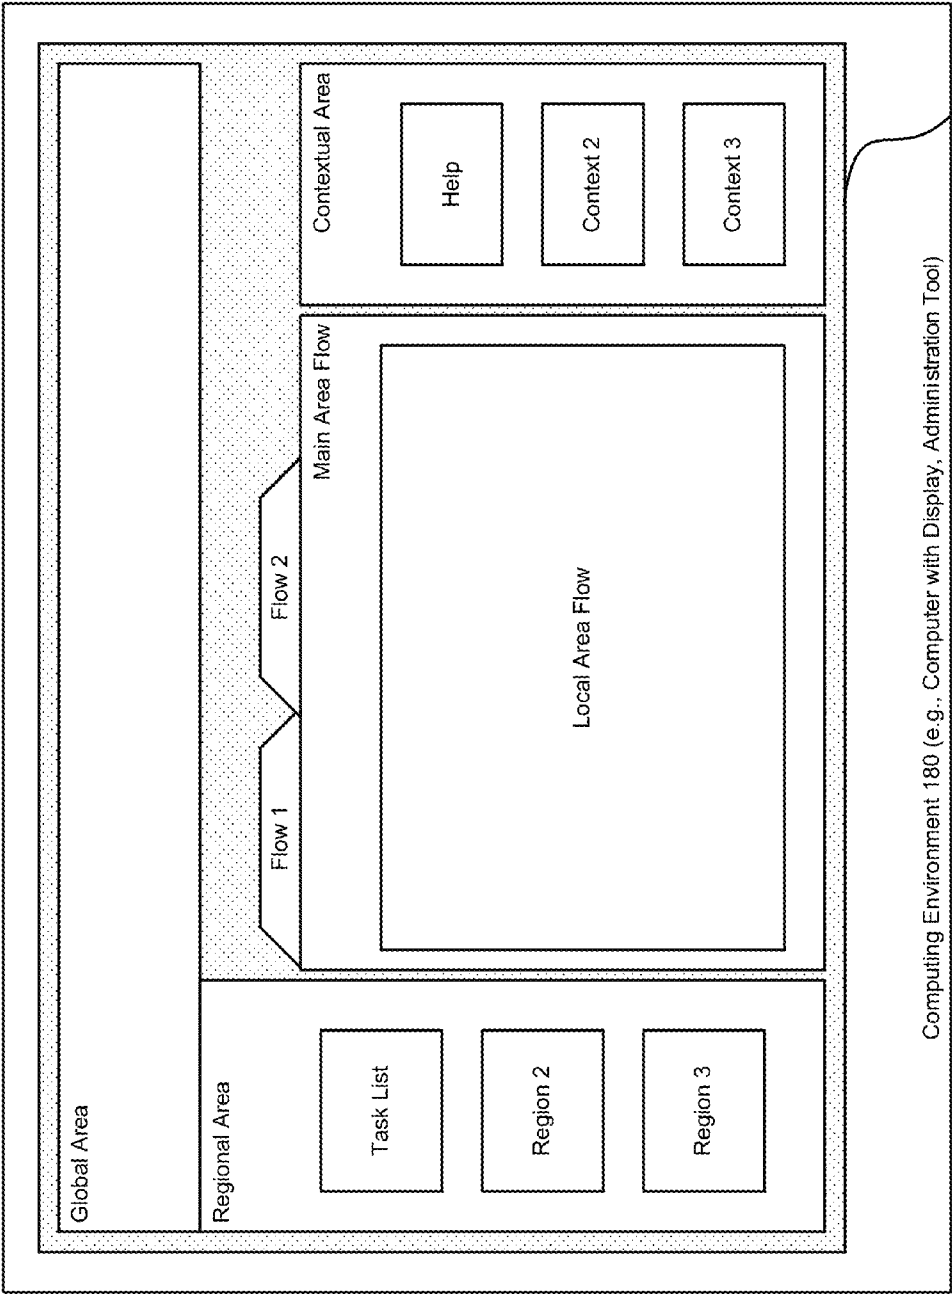 Global Area
Regional Area
Task List
Region 2
Region 3
Flow 1
Flow 2
Main Area Flow
Local Area Flow
Contextual Area
Help
Context 2
Context 3
Computing Environment 180 (e.g., Computer with Display, Administration Tool)